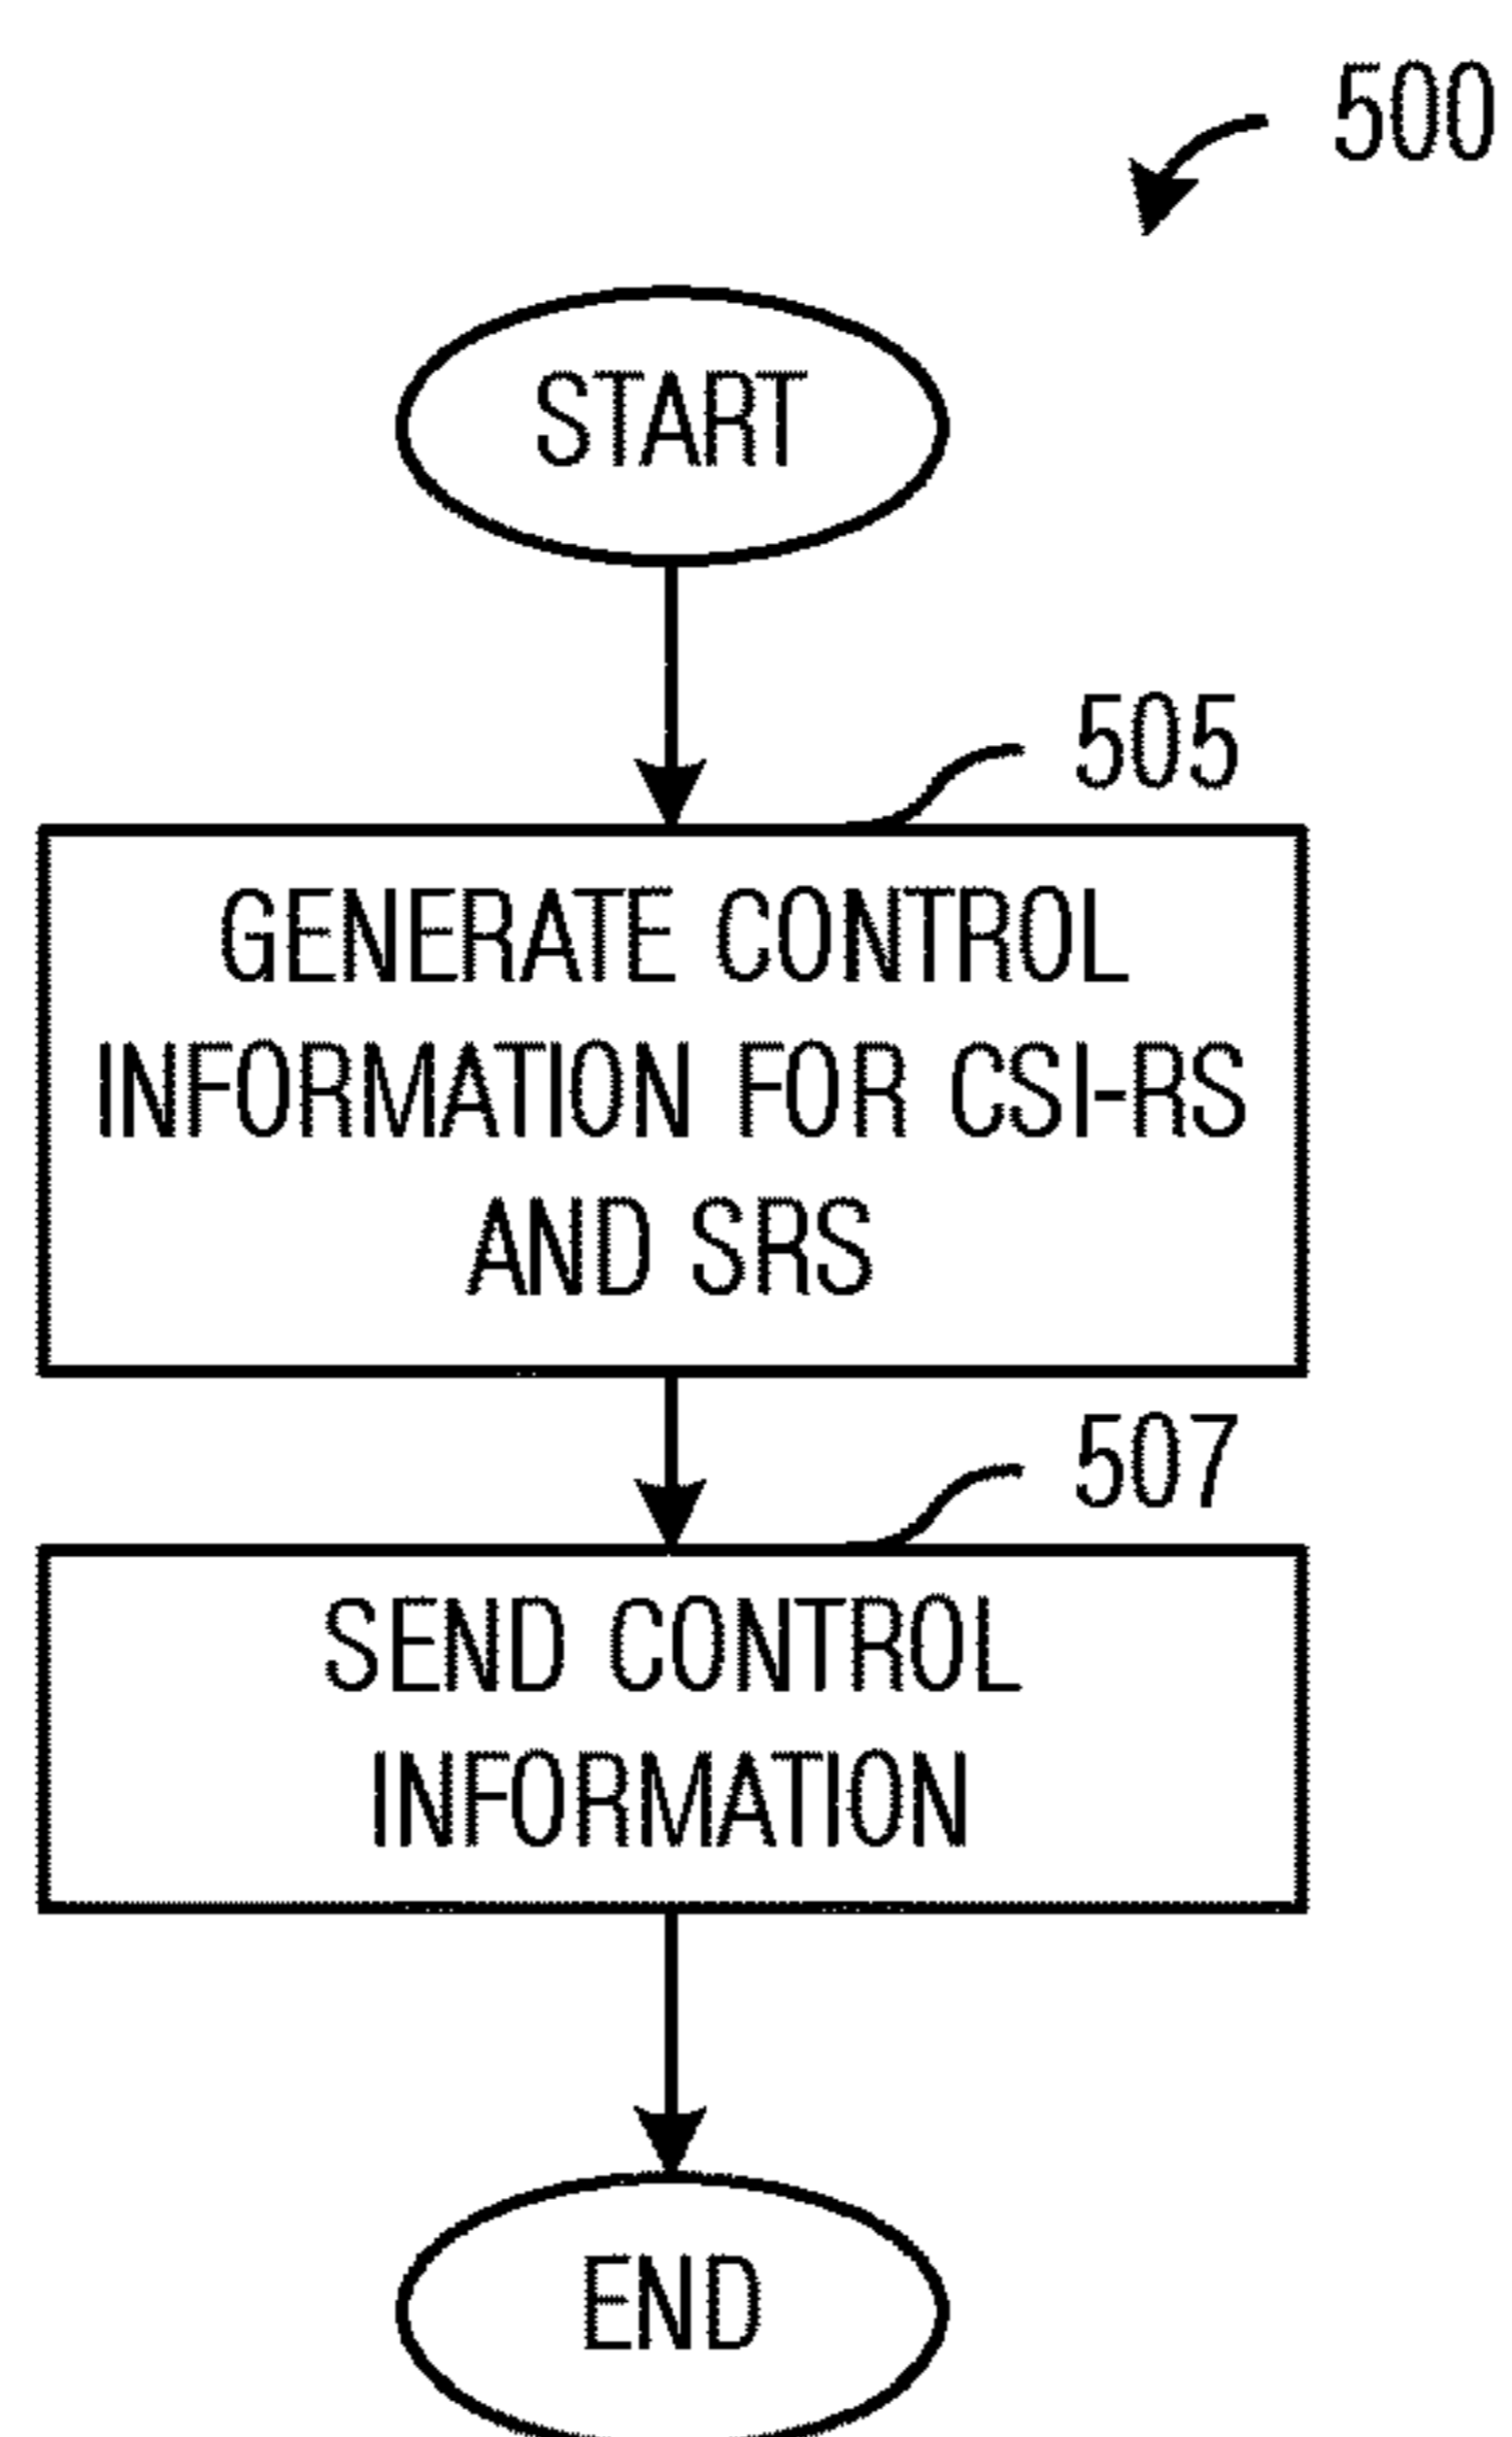 500
START
505
GENERATE CONTROL
INFORMATION FOR CSI-RS
AND SRS
507
SEND CONTROL
INFORMATION
END